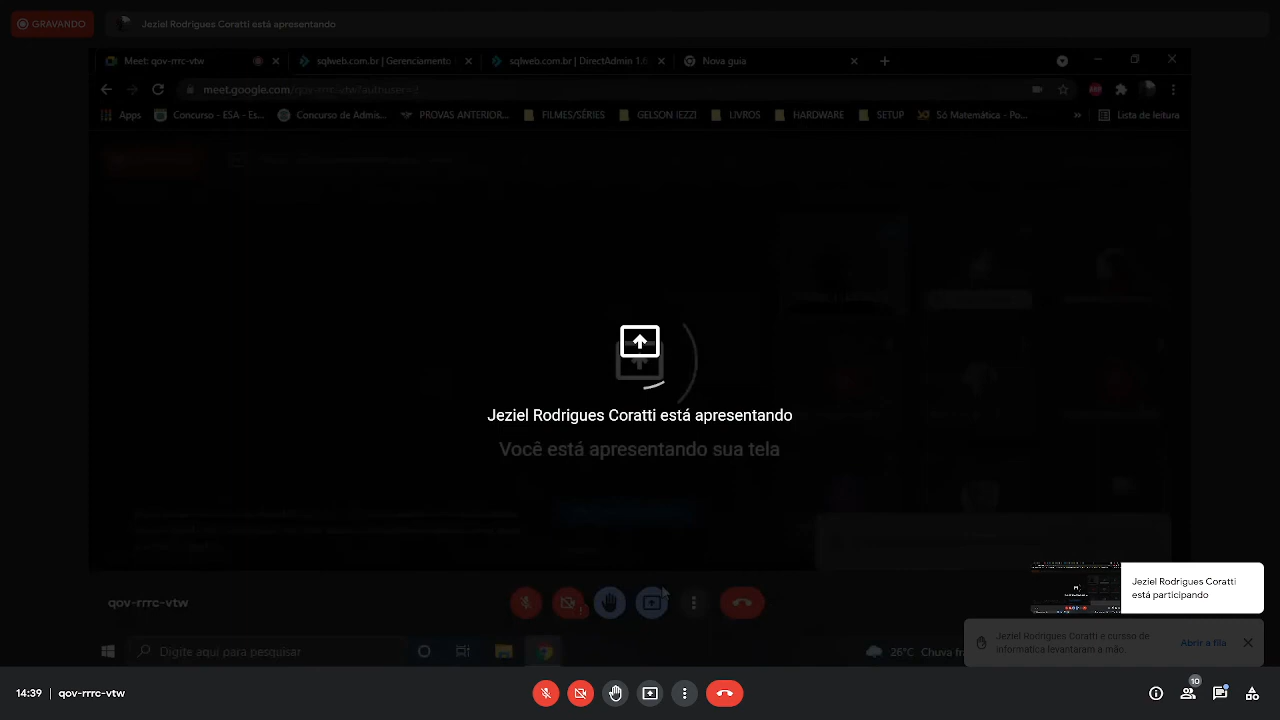 GRAVANDO
Jeziel Rodrigues Coratti está apresentando
Meet: qov-rrrc-vtw
sqlweb.com.br | Gerenciamento
sqlweb.com.br | DirectAdmin 1.6
Nova guia
meet.google.com/qov-rrrc-vtw?authuser=
Apps
Concurso - ESA - Es...
Concurso de Admis...
PROVAS ANTERIOR...
FILMES/SÉRIES
GELSON IEZZI
LIVROS
HARDWARE
SETUP
Só Matemática - Po...
»
Lista de leitura
Jeziel Rodrigues Coratti está apresentando
Você está apresentando sua tela
Jeziel Rodrigues Coratti
está participando
qov-rrrc-vtw
Jeziel Rodrigues Coratti e cursso de
informatica levantaram a mão
Abrir a fila
Digite aqui para pesquisar
26°C Chuva fr
14:39 | qov-rrrc-vtw
10